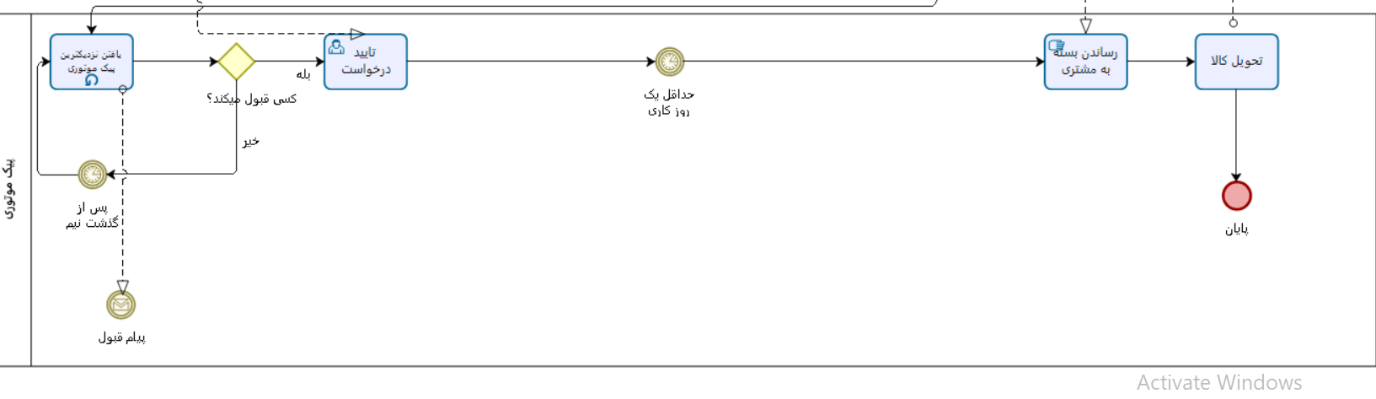 یافتن نزدیکترین
پیک موتوری
کسی قبول میکند؟
بله
خیر
تایید
درخواست
حداقل یک
روز کاری
رساندن بسته
به مشتری
تحویل کالا
پایان
پس از
گذشت نیم
پیام قبول
پیک موتوری
Activate Windows